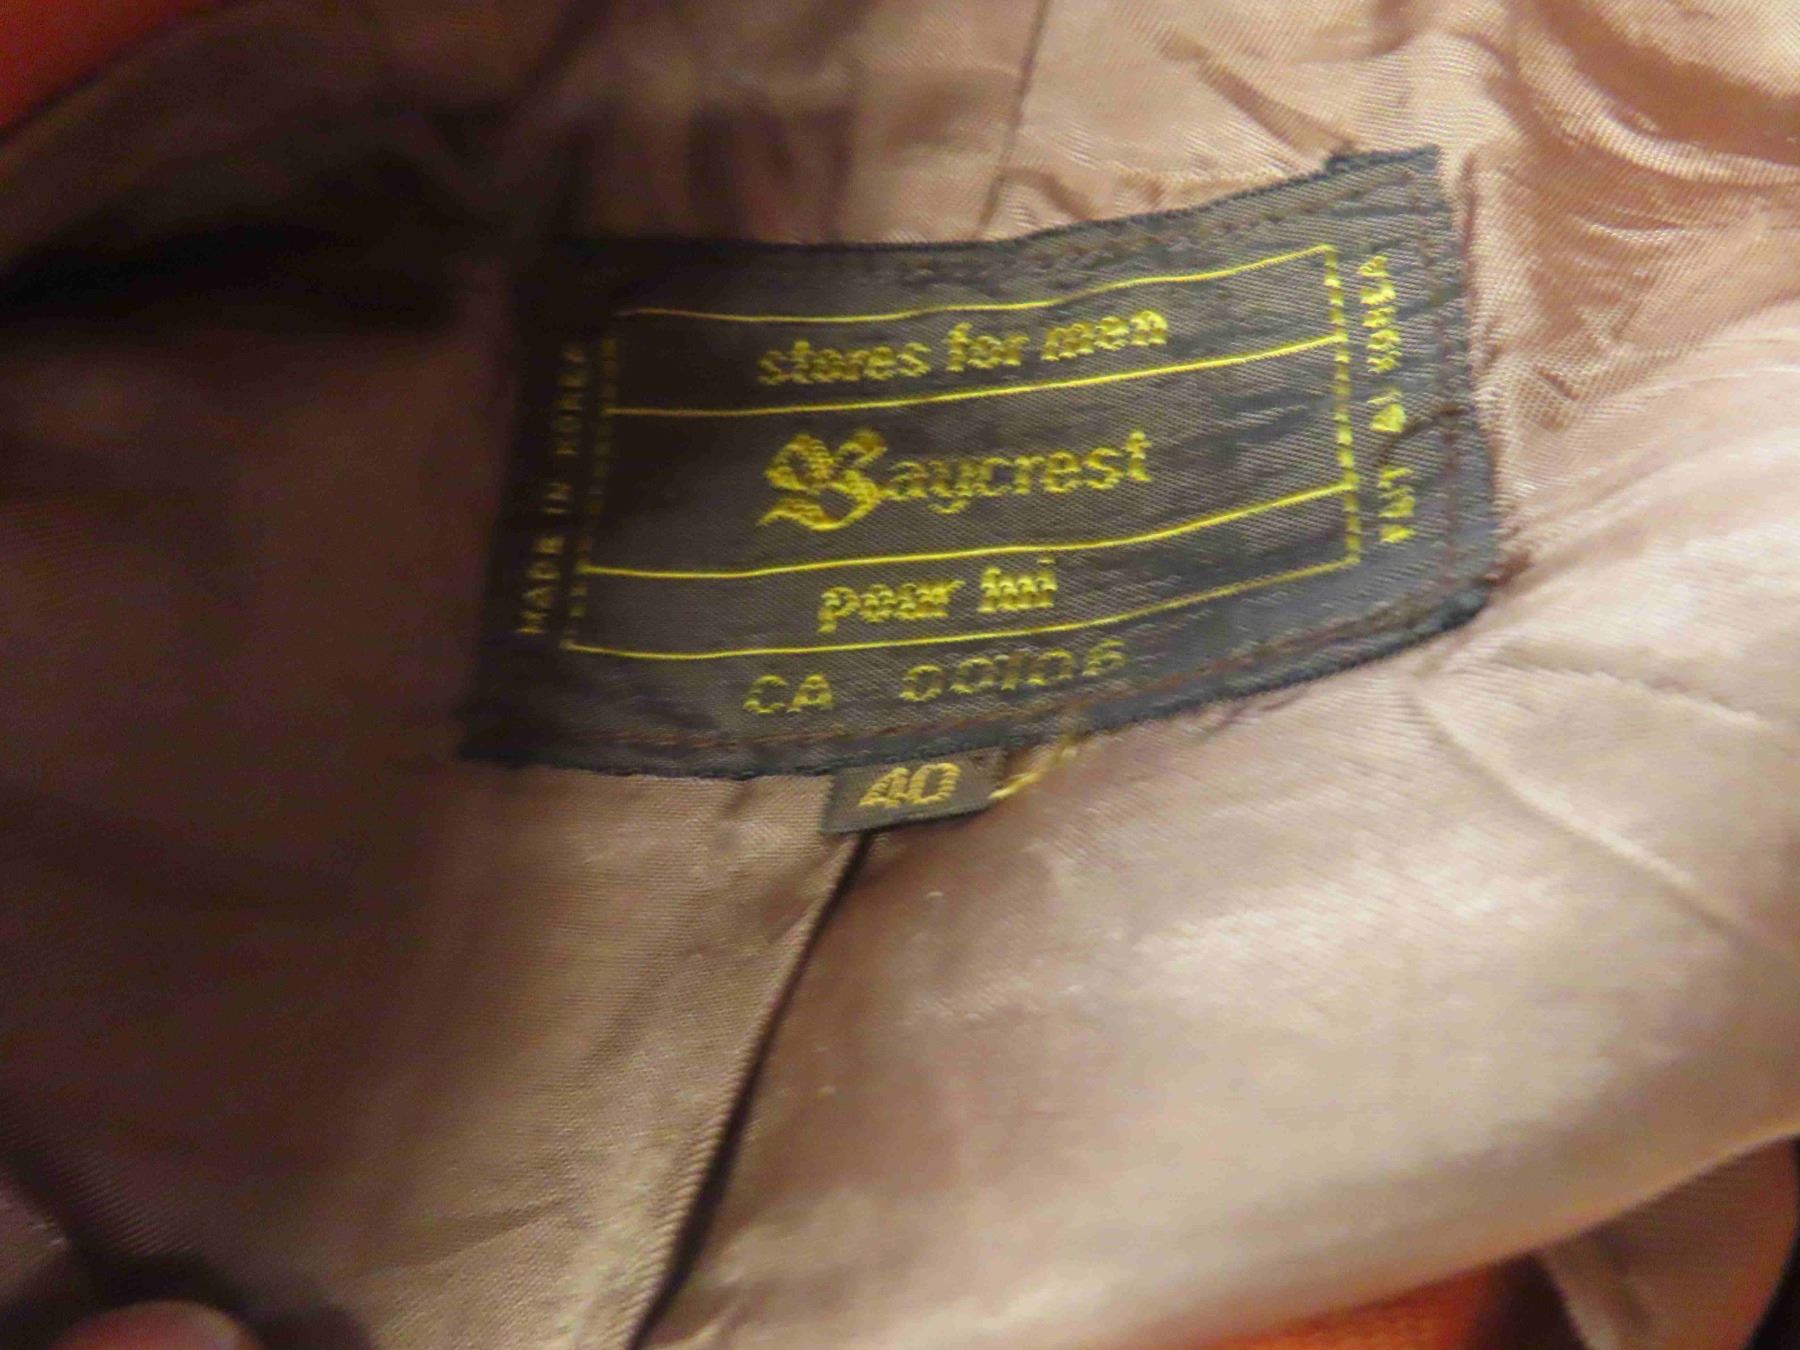 stores for men
Baycrest
pour lui
CA 00106
MADE IN KOREA
40